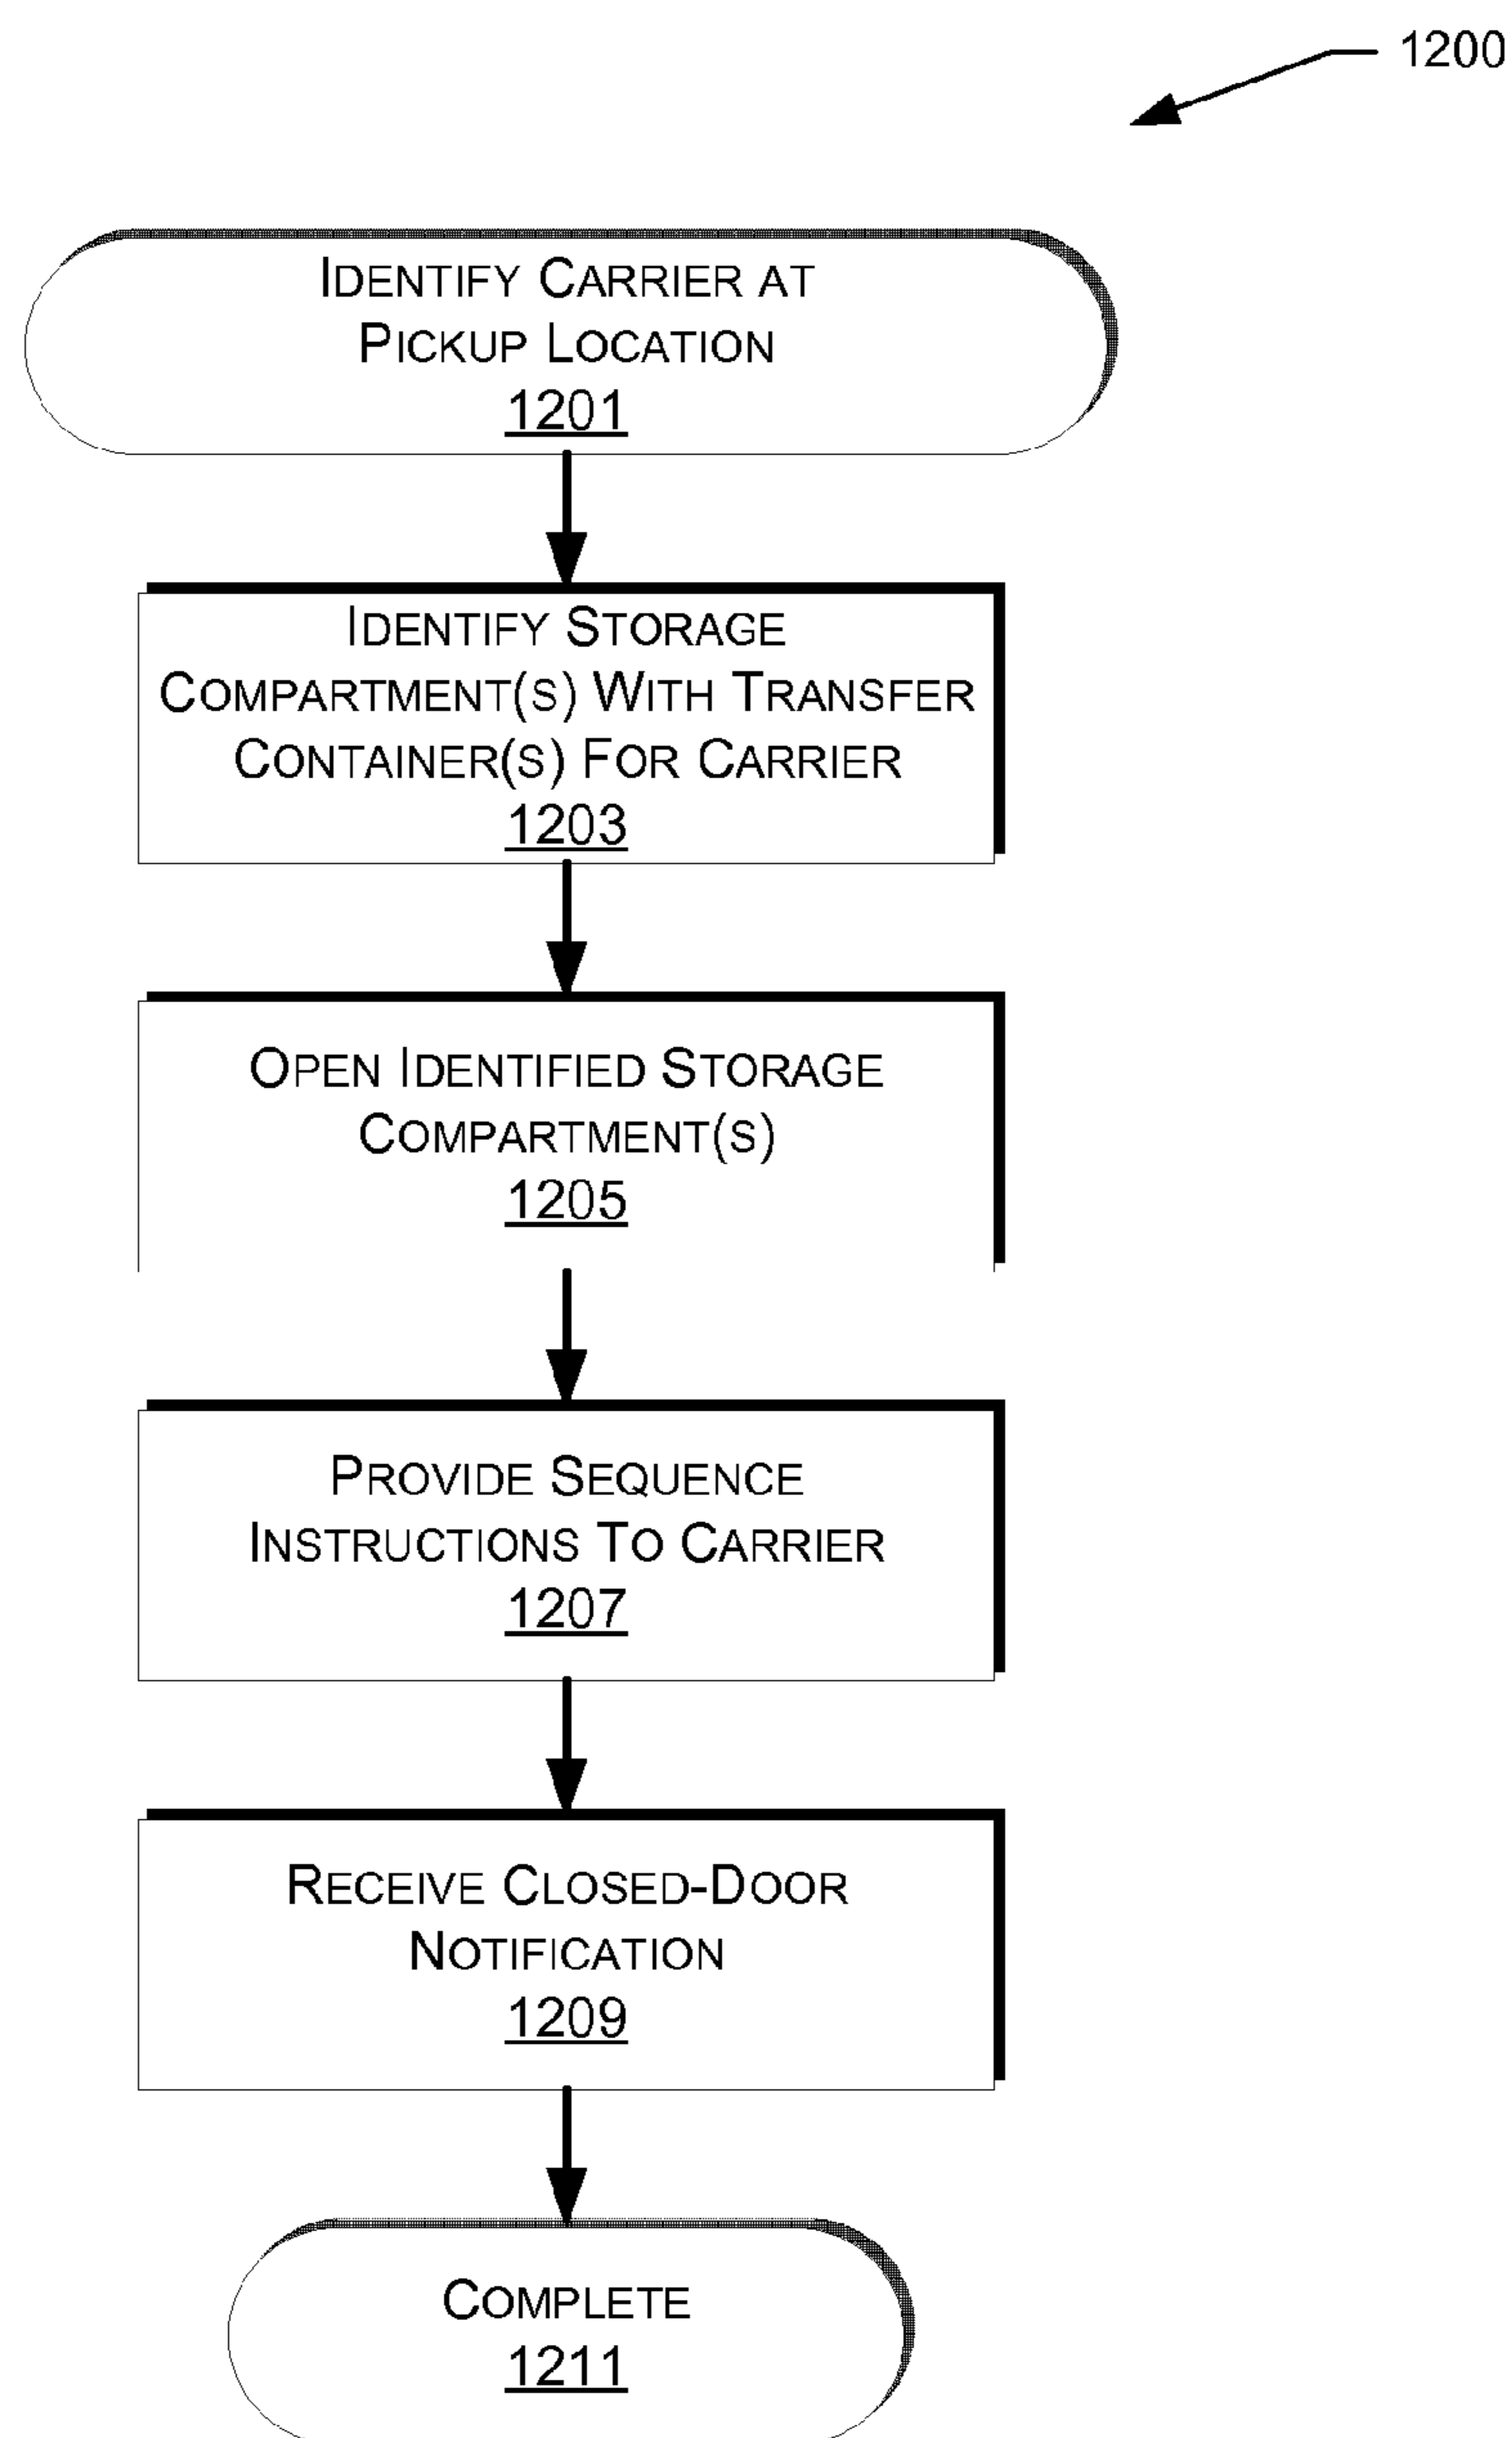 1200
IDENTIFY CARRIER AT
PICKUP LOCATION
1201
IDENTIFY STORAGE
COMPARTMENT(S) WITH TRANSFER
CONTAINER(S) FOR CARRIER
1203
OPEN IDENTIFIED STORAGE
COMPARTMENT(S)
1205
PROVIDE SEQUENCE
INSTRUCTIONS TO CARRIER
1207
RECEIVE CLOSED-DOOR
NOTIFICATION
1209
COMPLETE
1211